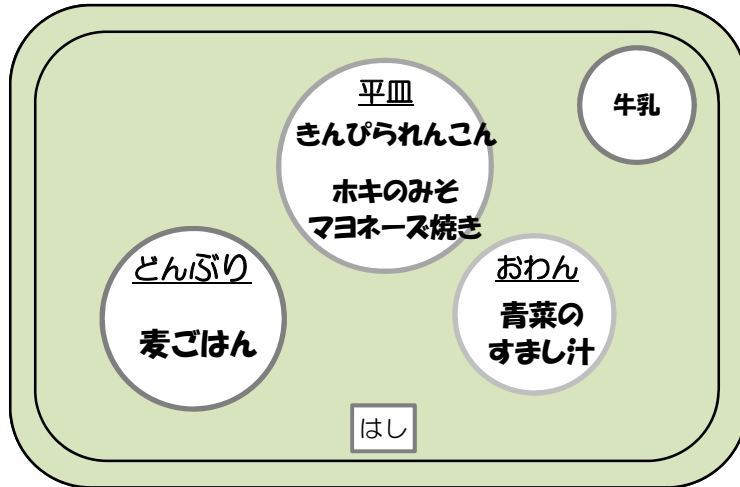 平皿
きんぴられんこん
ホキのみそ
マヨネーズ焼き
牛乳
どんぶり
麦ごはん
おわん
青菜の
すまし汁
はし